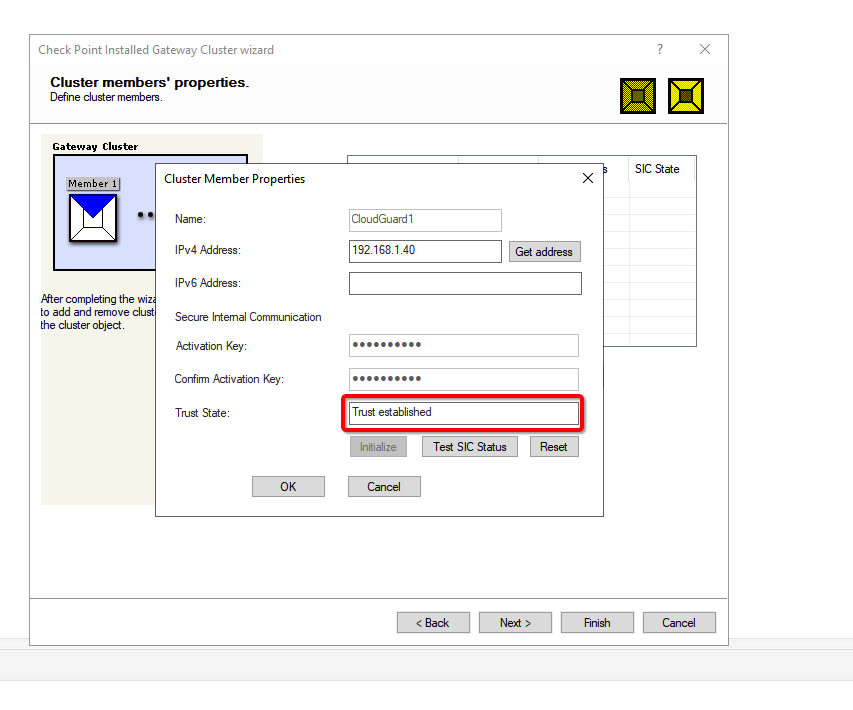 Check Point Installed Gateway Cluster wizard
?
Cluster members' properties.
Define cluster members.
Gateway Cluster
Member 1
s
SIC State
After completing the wiza
to add and remove clust
the cluster object.
Cluster Member Properties
Name:
CloudGuard1
IPv4 Address:
192.168.1.40
Get address
IPv6 Address:
Secure Internal Communication
Activation Key:
••••••••••
Confirm Activation Key:
••••••••••
Trust State:
Trust established
Initialize
Test SIC Status
Reset
OK
Cancel
< Back
Next >
Finish
Cancel